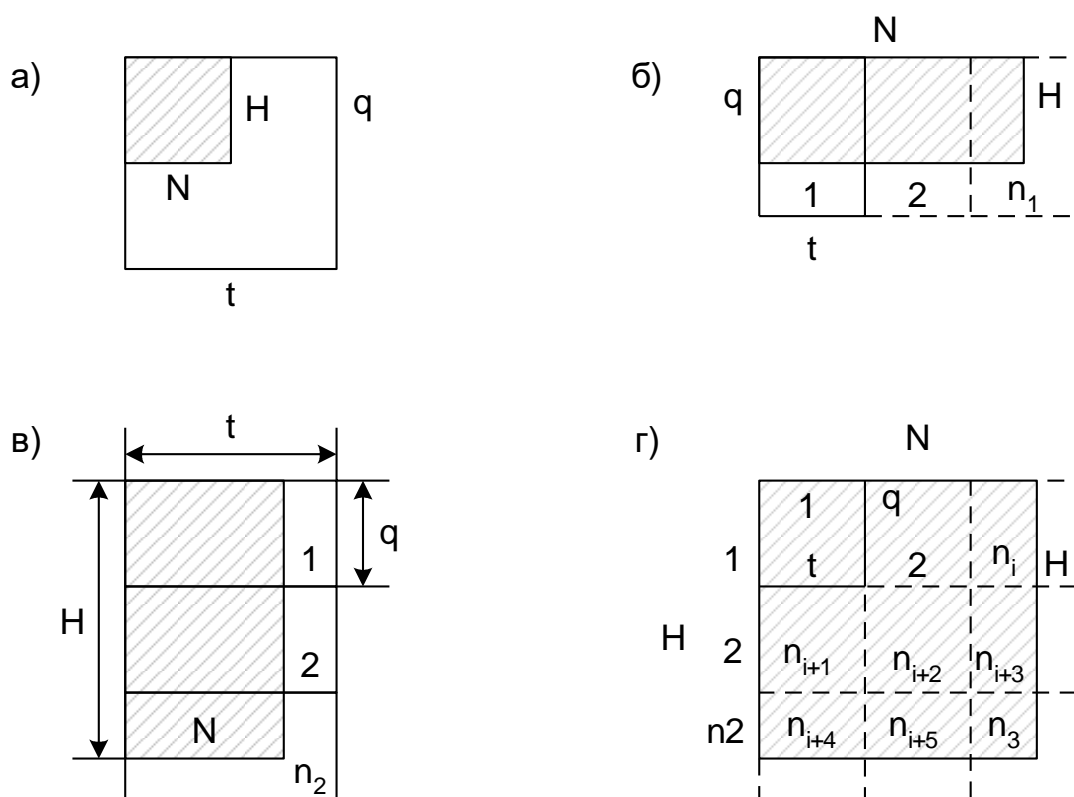 а)
H
q
N
t
б)
N
q
H
1 2 n₁
t
в)
t
q
1
H
2
N
n₂
г)
N
1 q
1 t 2 nᵢ H
H 2 nᵢ₊₁ nᵢ₊₂ nᵢ₊₃
n2 nᵢ₊₄ nᵢ₊₅ n₃